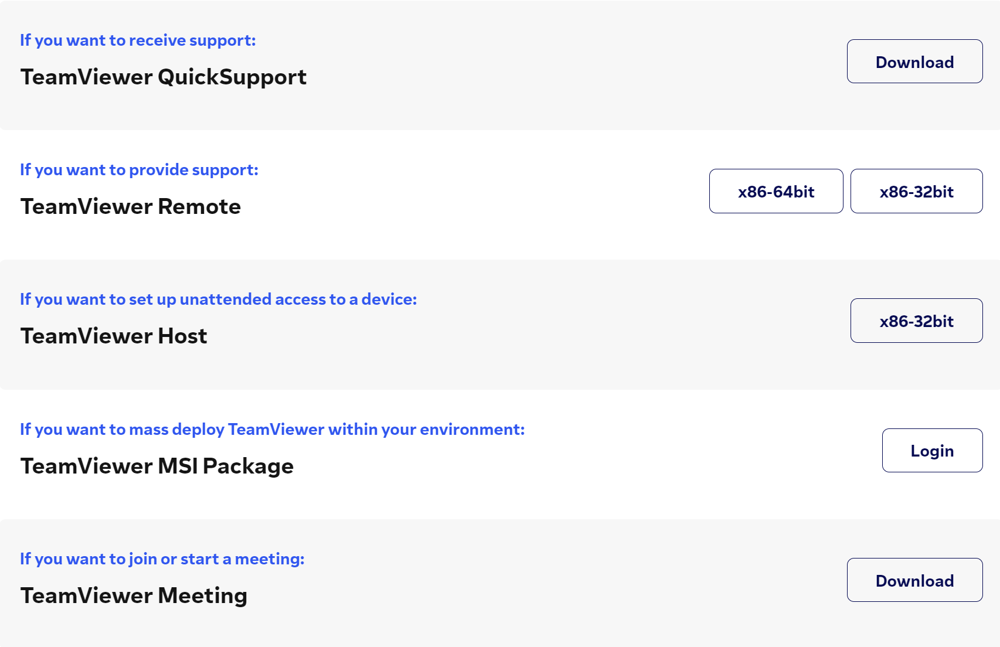 If you want to receive support:
TeamViewer QuickSupport
Download
If you want to provide support:
TeamViewer Remote
x86-64bit
x86-32bit
If you want to set up unattended access to a device:
TeamViewer Host
x86-32bit
If you want to mass deploy TeamViewer within your environment:
TeamViewer MSI Package
Login
If you want to join or start a meeting:
TeamViewer Meeting
Download